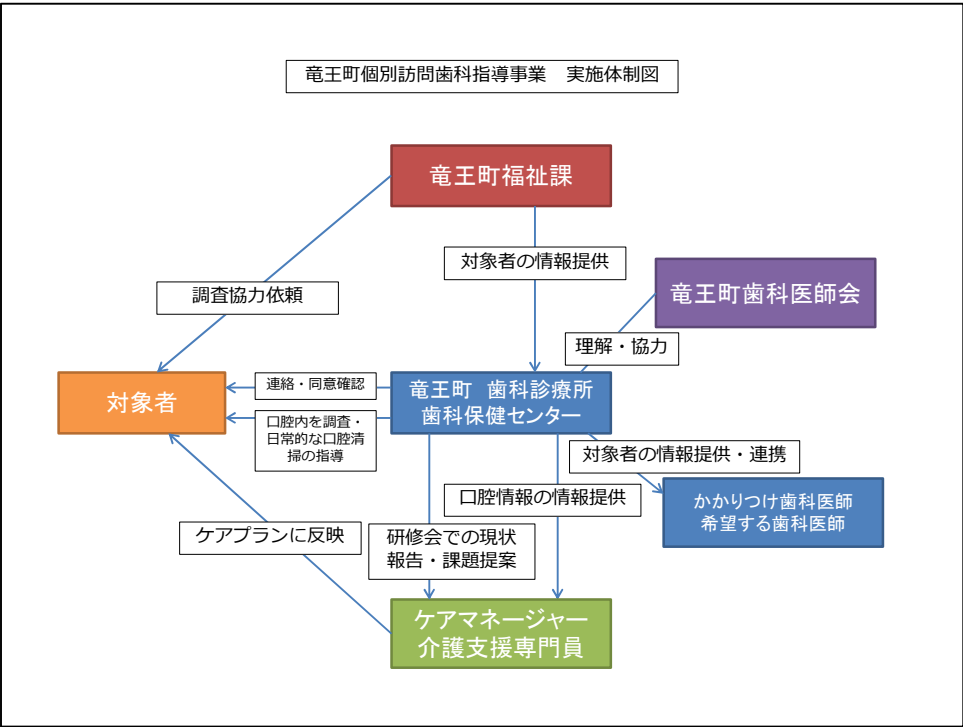 竜王町個別訪問歯科指導事業　実施体制図
竜王町福祉課
対象者の情報提供
竜王町歯科医師会
調査協力依頼
理解・協力
対象者
連絡・同意確認
竜王町　歯科診療所
歯科保健センター
口腔内を調査・
日常的な口腔清
掃の指導
対象者の情報提供・連携
口腔情報の情報提供
かかりつけ歯科医師
希望する歯科医師
ケアプランに反映
研修会での現状
報告・課題提案
ケアマネージャー
介護支援専門員